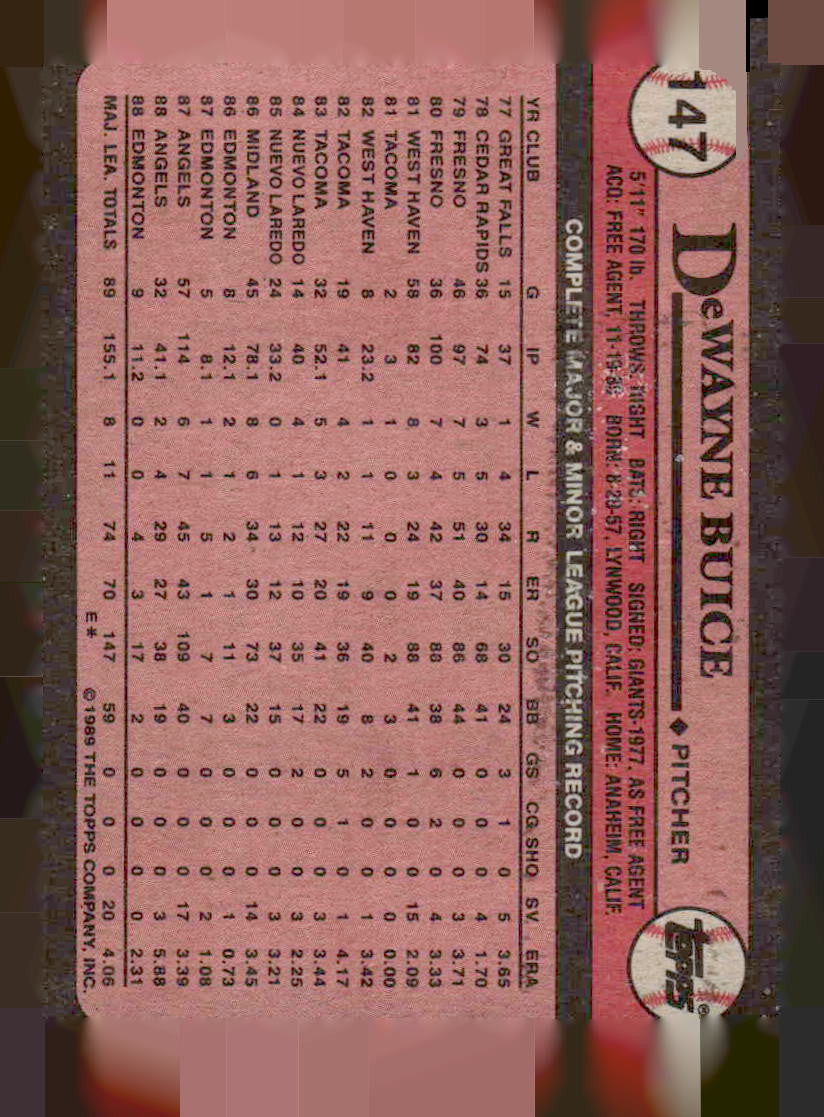 147
DeWAYNE BUICE ◆ PITCHER
topps®
5'11" 170 lb. THROWS: RIGHT BATS: RIGHT SIGNED: GIANTS-1977, AS FREE AGENT
ACQ: FREE AGENT, BORN: 8-20-57, LYNWOOD, CALIF. HOME: ANAHEIM, CALIF.
COMPLETE MAJOR & MINOR LEAGUE PITCHING RECORD
YR CLUB G IP W L R ER SO BB GS CG SHO SV ERA
77 GREAT FALLS 15 37 1 4 34 15 30 24 3 1 0 5 3.65
78 CEDAR RAPIDS 36 74 3 5 30 14 68 41 0 0 0 4 1.70
79 FRESNO 46 97 7 5 51 40 86 44 0 0 0 3 3.71
80 FRESNO 36 100 7 4 42 37 88 38 6 2 0 4 3.33
81 WEST HAVEN 58 82 8 3 24 19 88 41 1 0 0 15 2.09
81 TACOMA 2 3 1 0 0 0 2 3 0 0 0 0 0.00
82 WEST HAVEN 8 23.2 1 1 11 9 40 8 2 0 0 1 3.42
82 TACOMA 19 41 4 2 22 19 36 19 5 1 0 1 4.17
83 TACOMA 32 52.1 5 3 27 20 41 22 0 0 0 3 3.44
84 NUEVO LAREDO 14 40 4 1 12 10 35 17 2 0 0 3 2.25
85 NUEVO LAREDO 24 33.2 0 1 13 12 37 15 0 0 0 3 3.21
86 MIDLAND 45 78.1 8 6 34 30 73 22 0 0 0 14 3.45
86 EDMONTON 8 12.1 2 1 2 1 11 3 0 0 0 1 0.73
87 EDMONTON 5 8.1 1 1 5 1 7 7 0 0 0 2 1.08
87 ANGELS 57 114 6 7 45 43 109 40 0 0 0 17 3.39
88 ANGELS 32 41.1 2 4 29 27 38 19 0 0 0 3 5.88
88 EDMONTON 9 11.2 0 0 4 3 17 2 0 0 0 0 2.31
MAJ. LEA. TOTALS 89 155.1 8 11 74 70 147 59 0 0 0 20 4.06
E* ©1989 THE TOPPS COMPANY, INC.